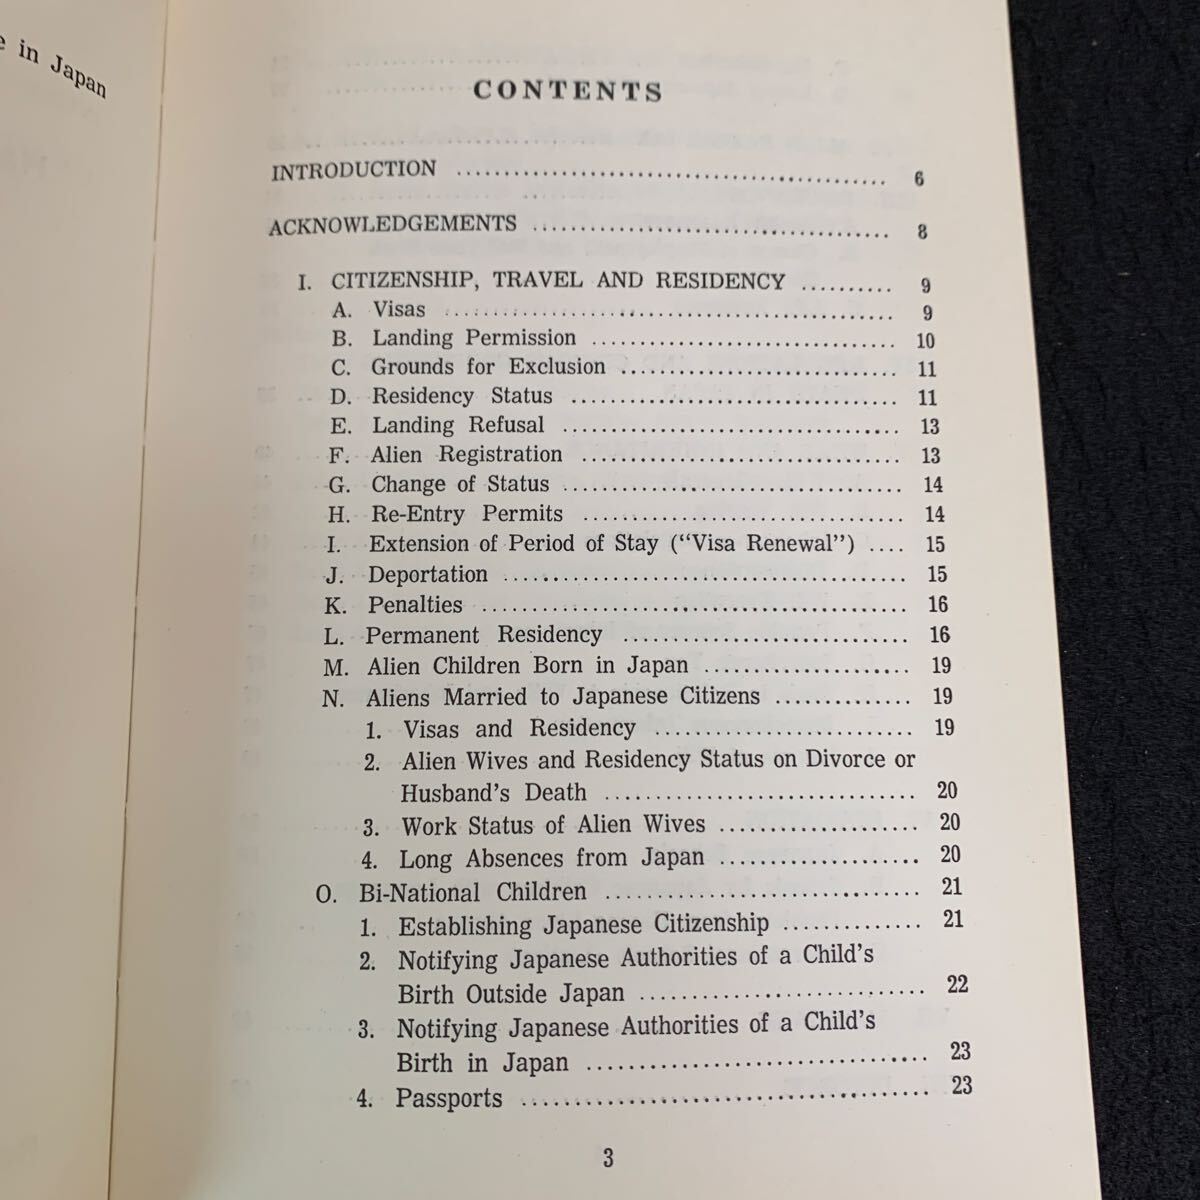 e in Japan
CONTENTS
INTRODUCTION ........................................ 6
ACKNOWLEDGEMENTS ........................................ 8
I. CITIZENSHIP, TRAVEL AND RESIDENCY .......... 9
A. Visas ........................................ 9
B. Landing Permission .............................. 10
C. Grounds for Exclusion .............................. 11
D. Residency Status .............................. 11
E. Landing Refusal .............................. 13
F. Alien Registration .............................. 13
G. Change of Status .............................. 14
H. Re-Entry Permits .............................. 14
I. Extension of Period of Stay ("Visa Renewal") .... 15
J. Deportation ........................................ 15
K. Penalties ........................................ 16
L. Permanent Residency .............................. 16
M. Alien Children Born in Japan .................... 19
N. Aliens Married to Japanese Citizens .............. 19
1. Visas and Residency ......................... 19
2. Alien Wives and Residency Status on Divorce or
Husband's Death .............................. 20
3. Work Status of Alien Wives .................... 20
4. Long Absences from Japan .................... 20
O. Bi-National Children .............................. 21
1. Establishing Japanese Citizenship .............. 21
2. Notifying Japanese Authorities of a Child's
Birth Outside Japan .............................. 22
3. Notifying Japanese Authorities of a Child's
Birth in Japan .............................. 23
4. Passports ........................................ 23
3